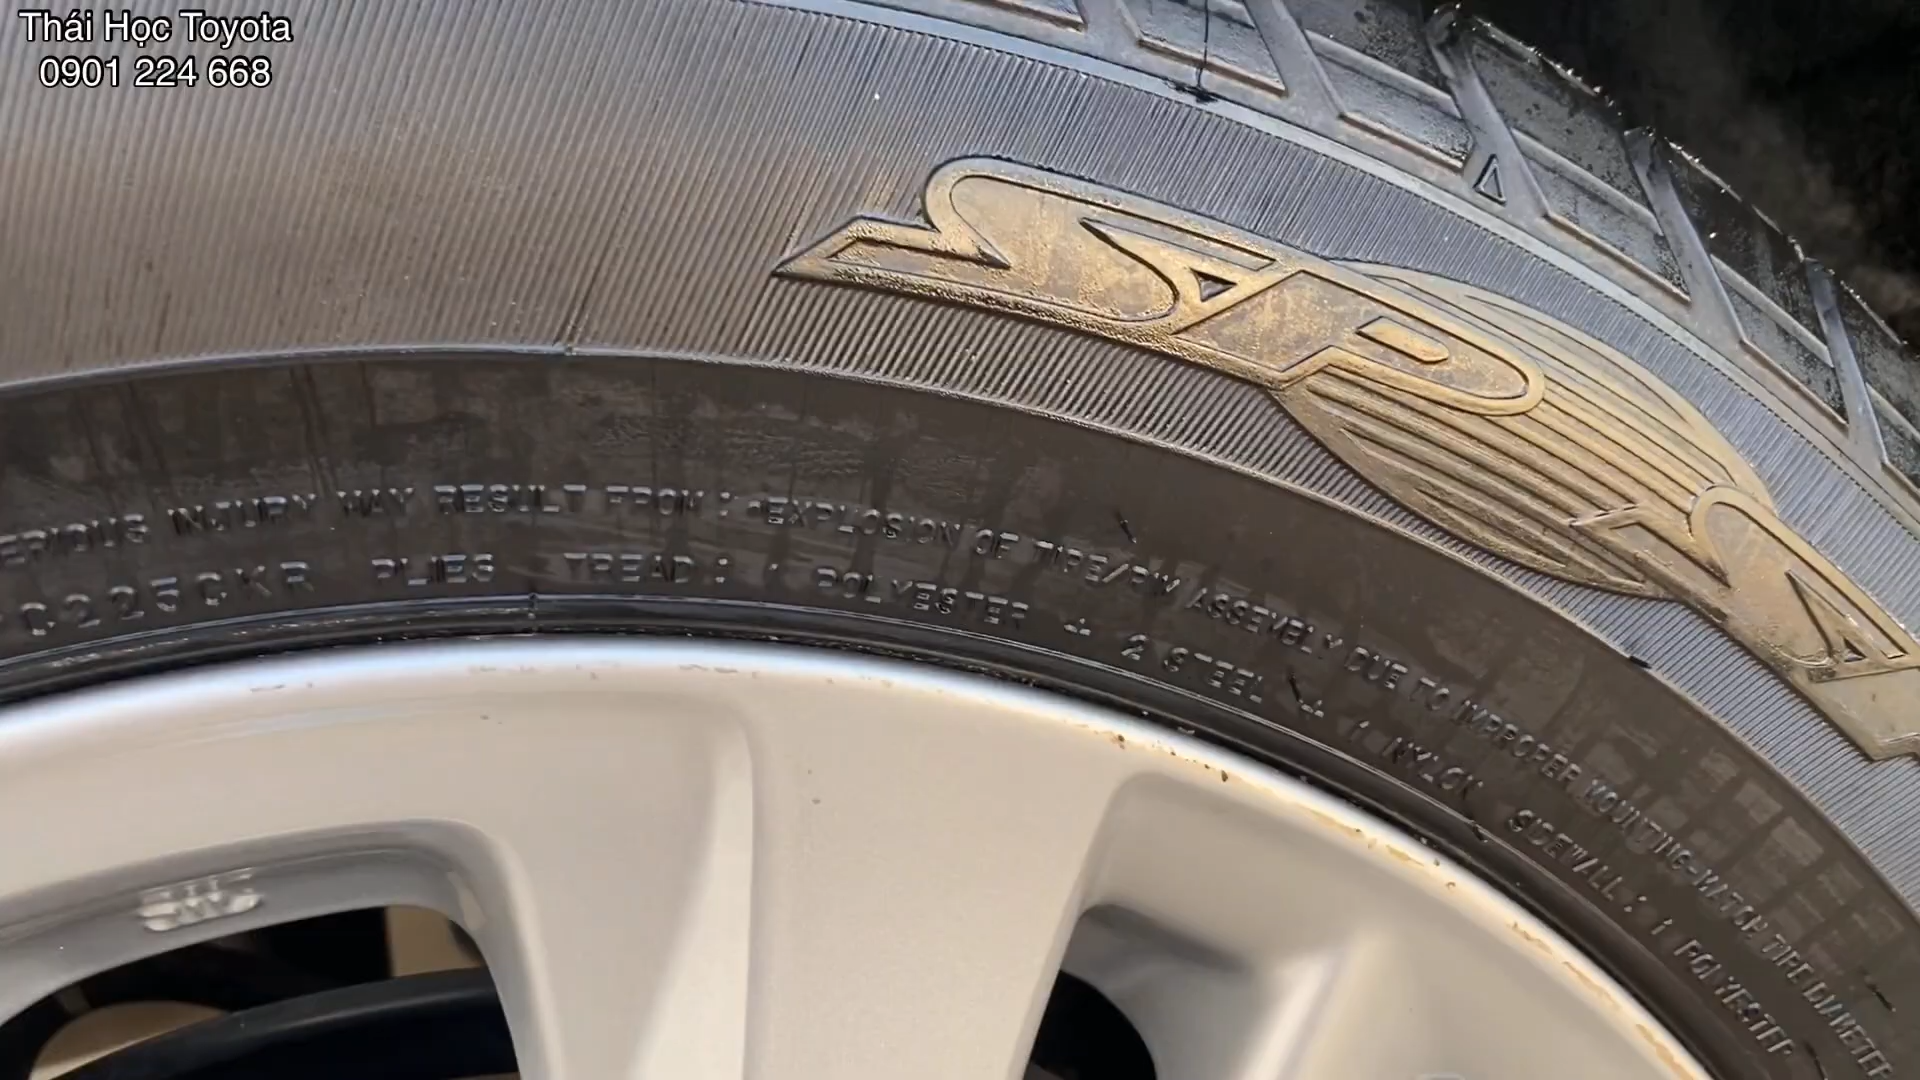 Thái Học Toyota
0901 224 668
SP
INJURY MAY RESULT FROM : •EXPLOSION OF TIRE/RIM ASSEMBLY DUE TO IMPROPER MOUNTING-MATCH TIRE DIAMETER
C225CKR PLIES TREAD : 1 POLYESTER + 2 STEEL + 1 NYLON SIDEWALL : 1 POLYESTER